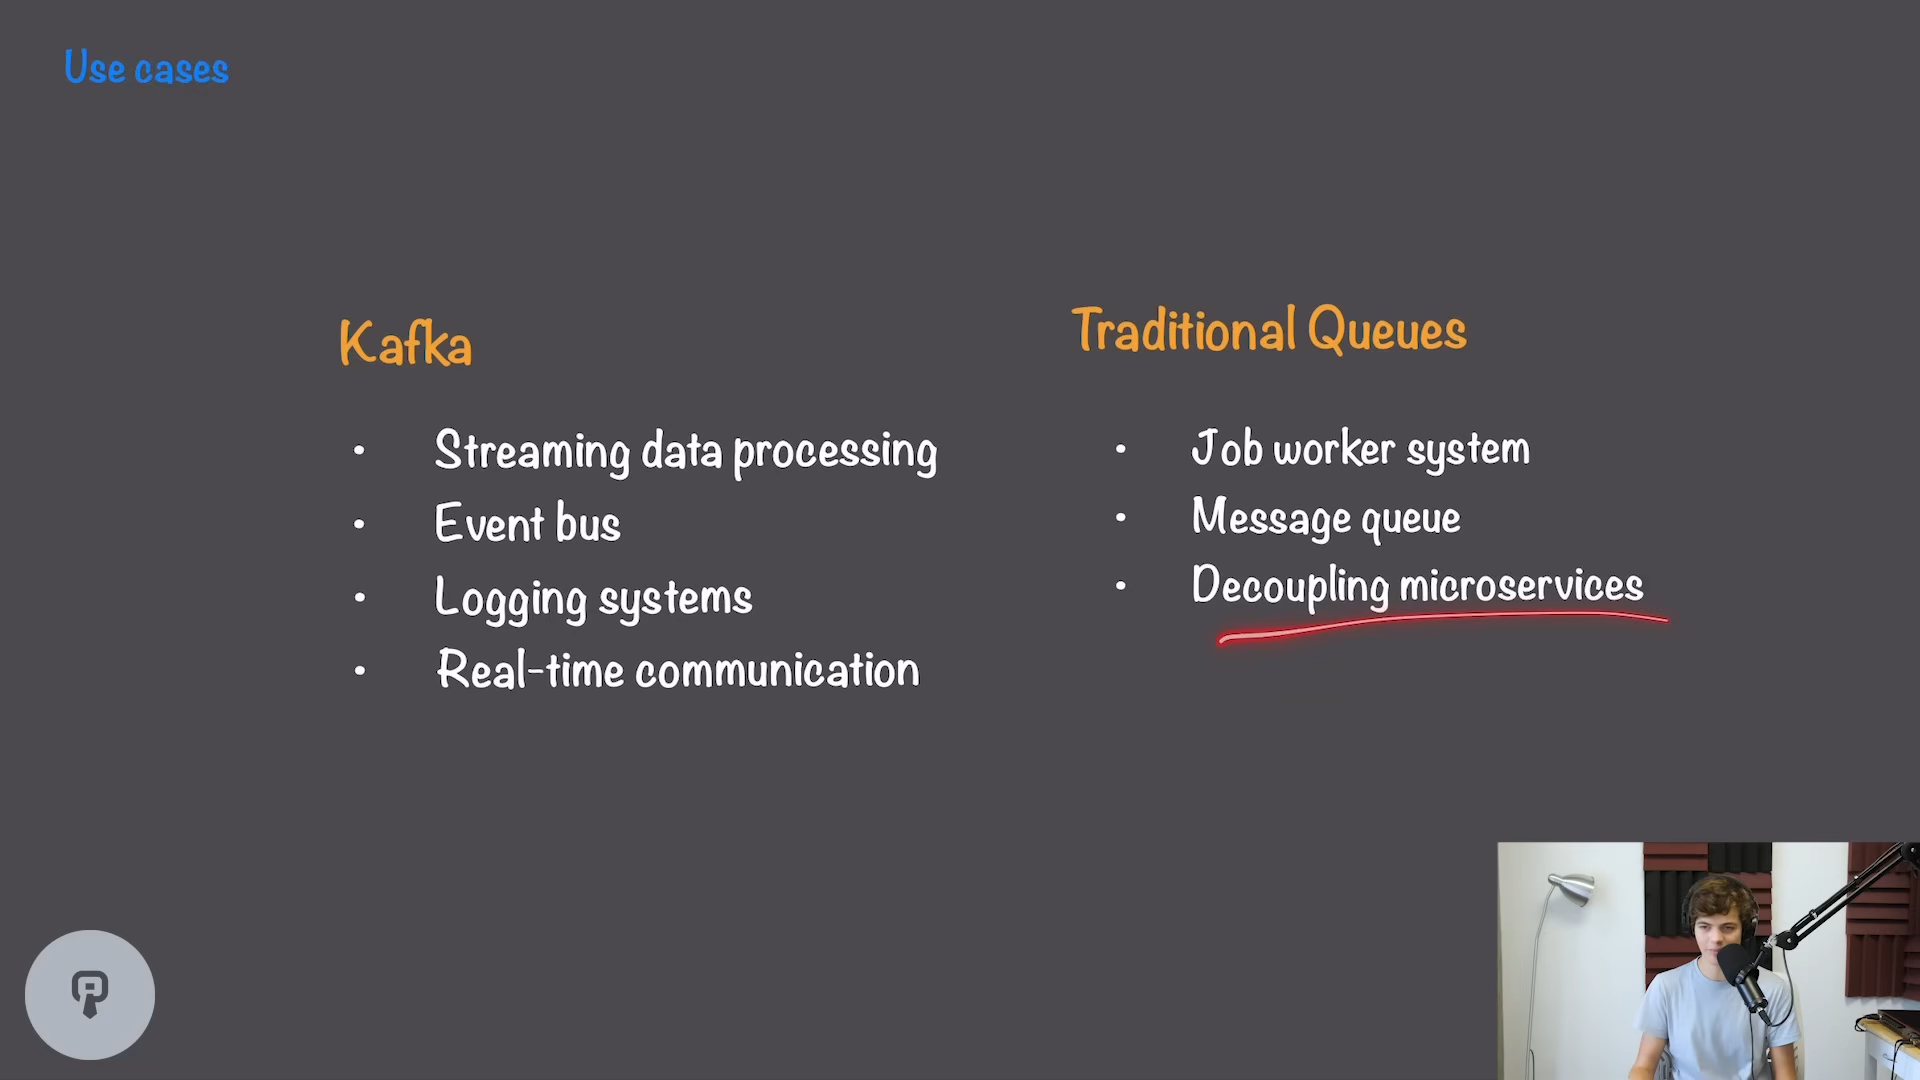 Use cases
Kafka
• Streaming data processing
• Event bus
• Logging systems
• Real-time communication
Traditional Queues
• Job worker system
• Message queue
• Decoupling microservices